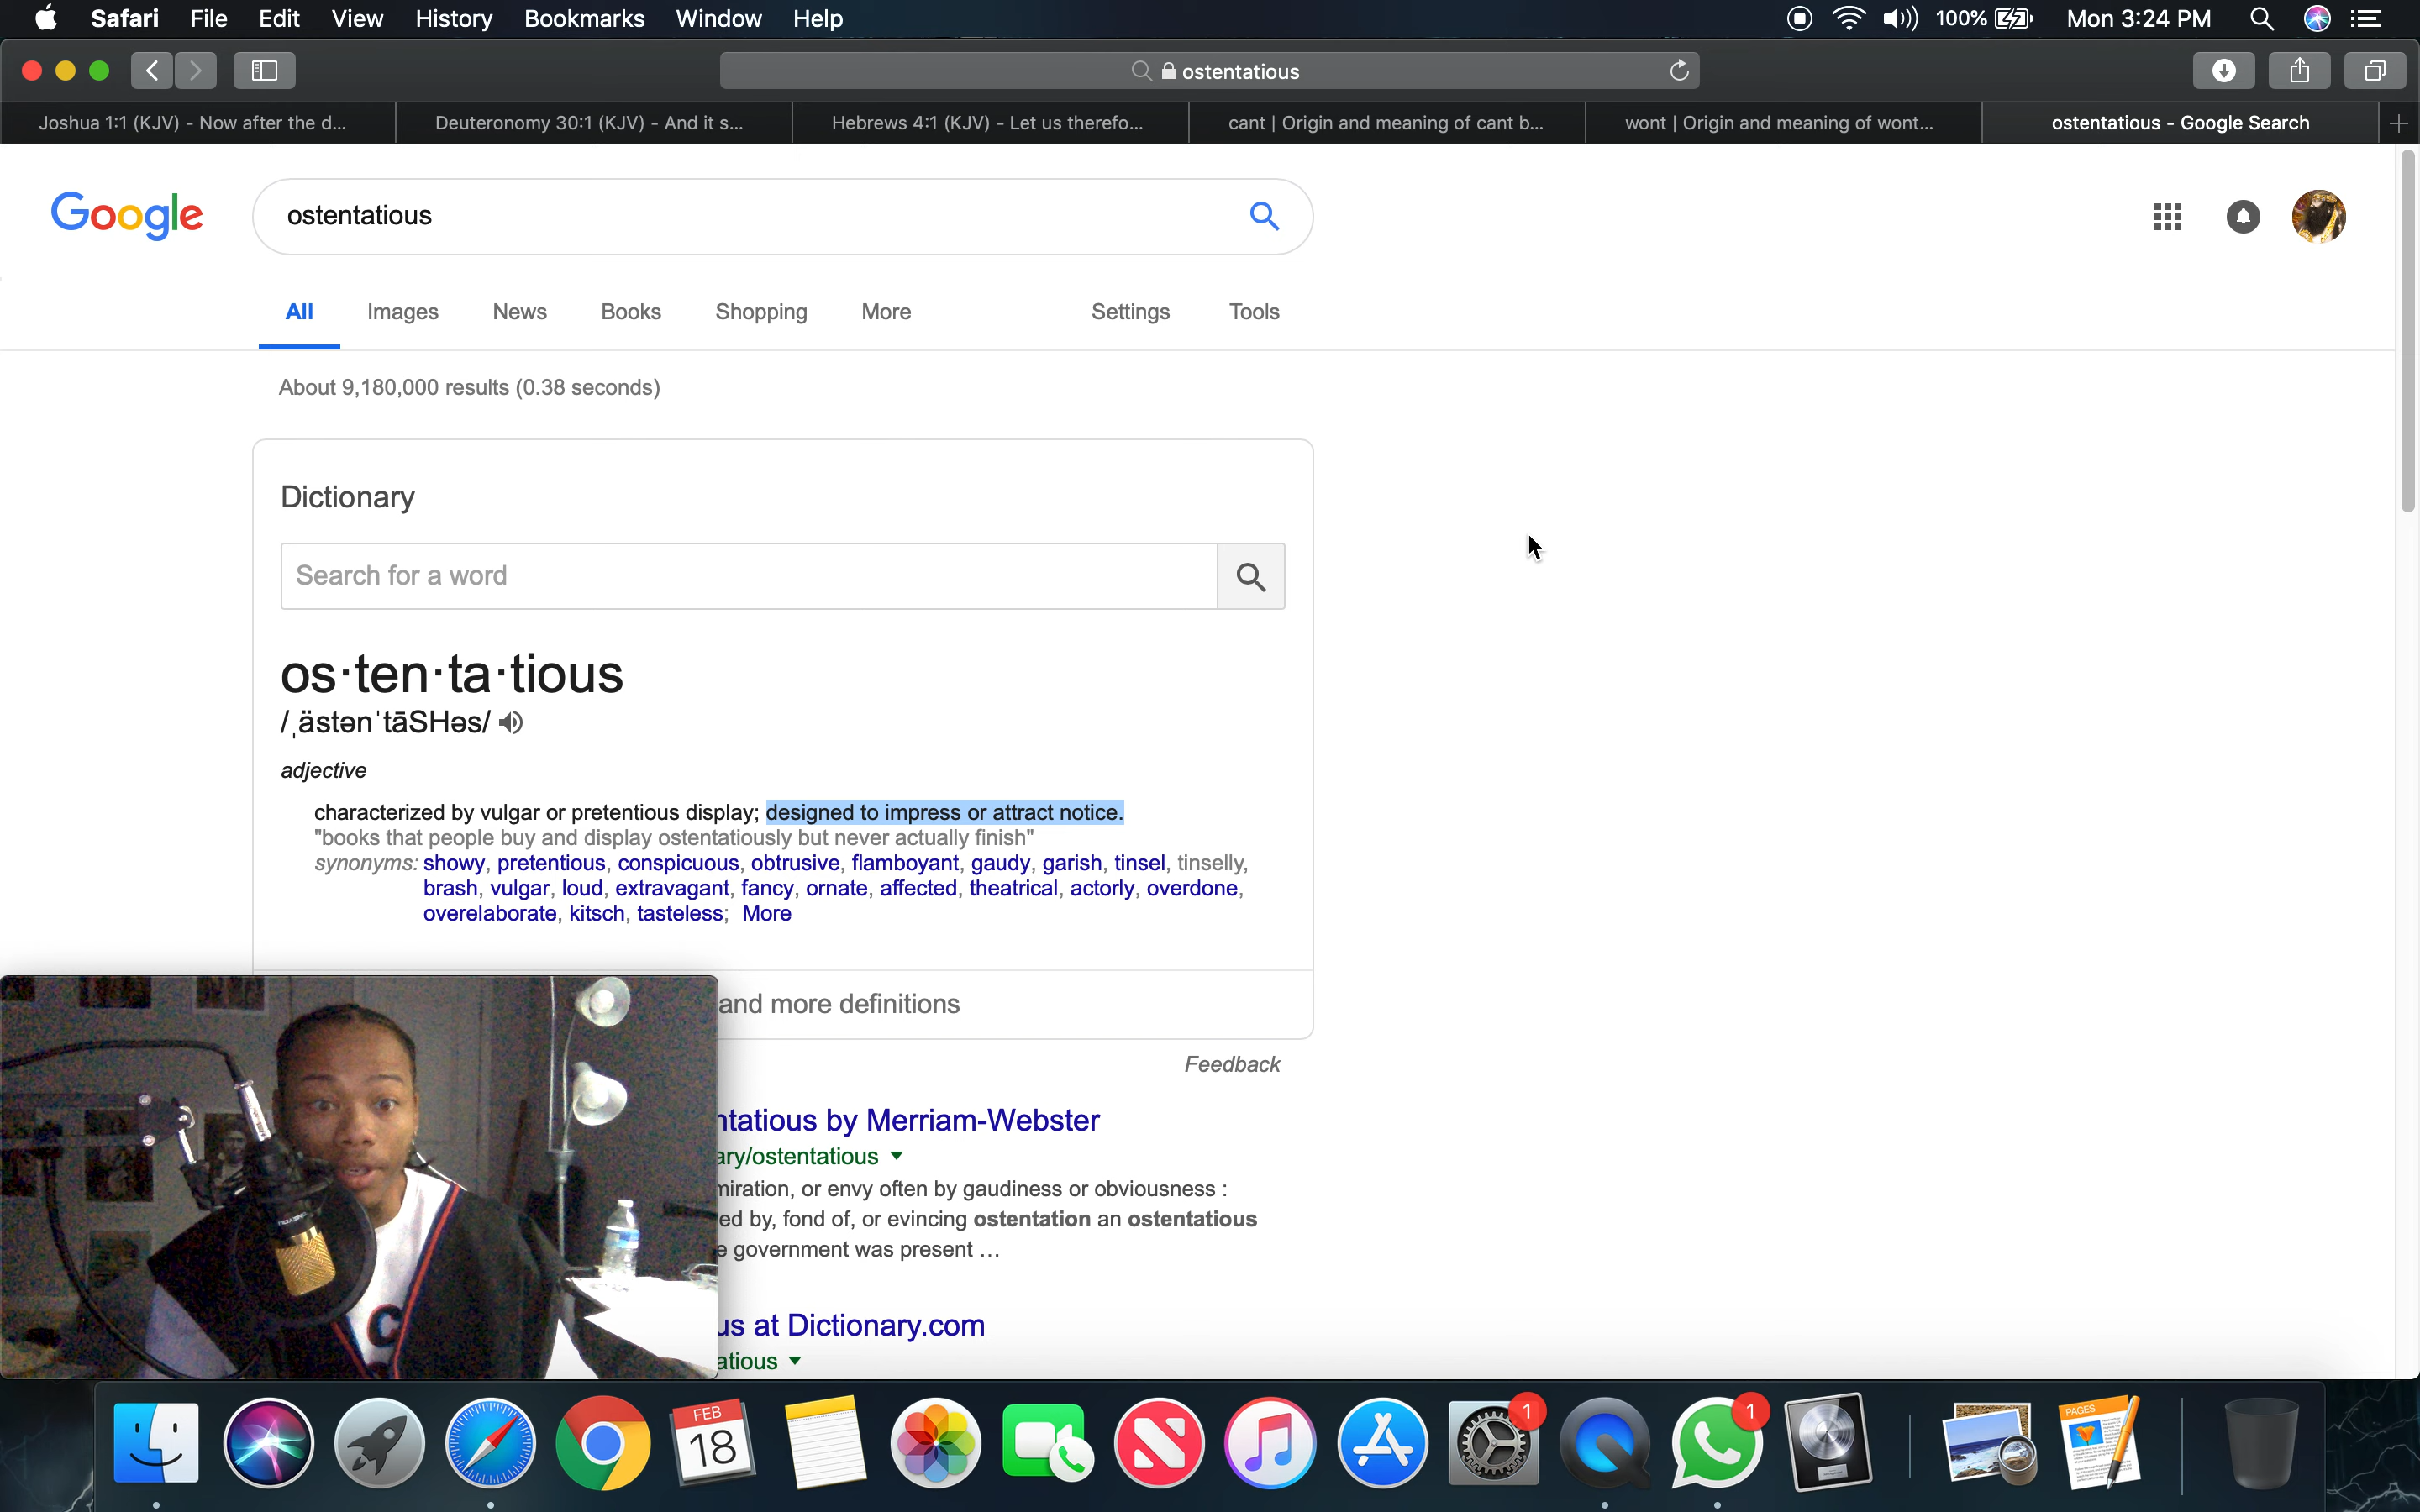 Safari File Edit View History Bookmarks Window Help 100% Mon 3:24 PM
ostentatious
Joshua 1:1 (KJV) - Now after the d... Deuteronomy 30:1 (KJV) - And it s... Hebrews 4:1 (KJV) - Let us therefo... cant | Origin and meaning of cant b... wont | Origin and meaning of wont... ostentatious - Google Search
Google ostentatious
All Images News Books Shopping More Settings Tools
About 9,180,000 results (0.38 seconds)
Dictionary
Search for a word
os·ten·ta·tious
/ˌästənˈtāSHəs/
adjective
characterized by vulgar or pretentious display; designed to impress or attract notice.
"books that people buy and display ostentatiously but never actually finish"
synonyms: showy, pretentious, conspicuous, obtrusive, flamboyant, gaudy, garish, tinsel, tinselly,
brash, vulgar, loud, extravagant, fancy, ornate, affected, theatrical, actorly, overdone,
overelaborate, kitsch, tasteless; More
and more definitions
Feedback
ntatious by Merriam-Webster
ary/ostentatious
miration, or envy often by gaudiness or obviousness :
ed by, fond of, or evincing ostentation an ostentatious
e government was present ...
us at Dictionary.com
atious
C
FEB
18
1
1
PAGES